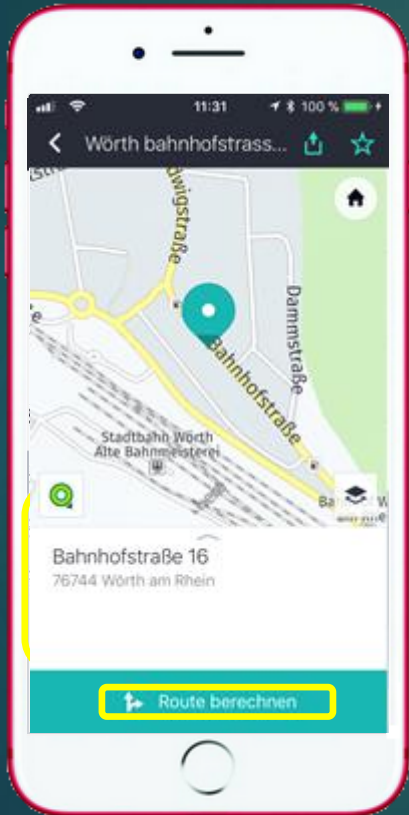 11:31
100 %
Wörth bahnhofstrass...
dwigstraße
Dammstraße
Bahnhofstraße
Stadtbahn Wörth
Alte Bahnmeisterei
Bahnhofstraße 16
76744 Wörth am Rhein
Route berechnen